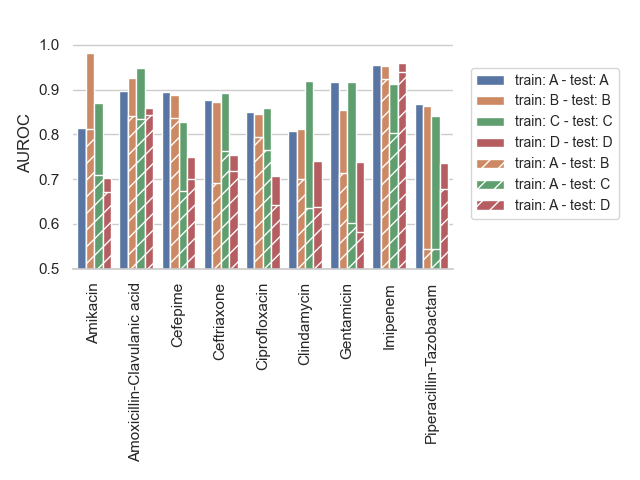 1.0
0.9
0.8
0.7
0.6
0.5
AUROC
Amikacin
Amoxicillin-Clavulanic acid
Cefepime
Ceftriaxone
Ciprofloxacin
Clindamycin
Gentamicin
Imipenem
Piperacillin-Tazobactam
train: A - test: A
train: B - test: B
train: C - test: C
train: D - test: D
train: A - test: B
train: A - test: C
train: A - test: D